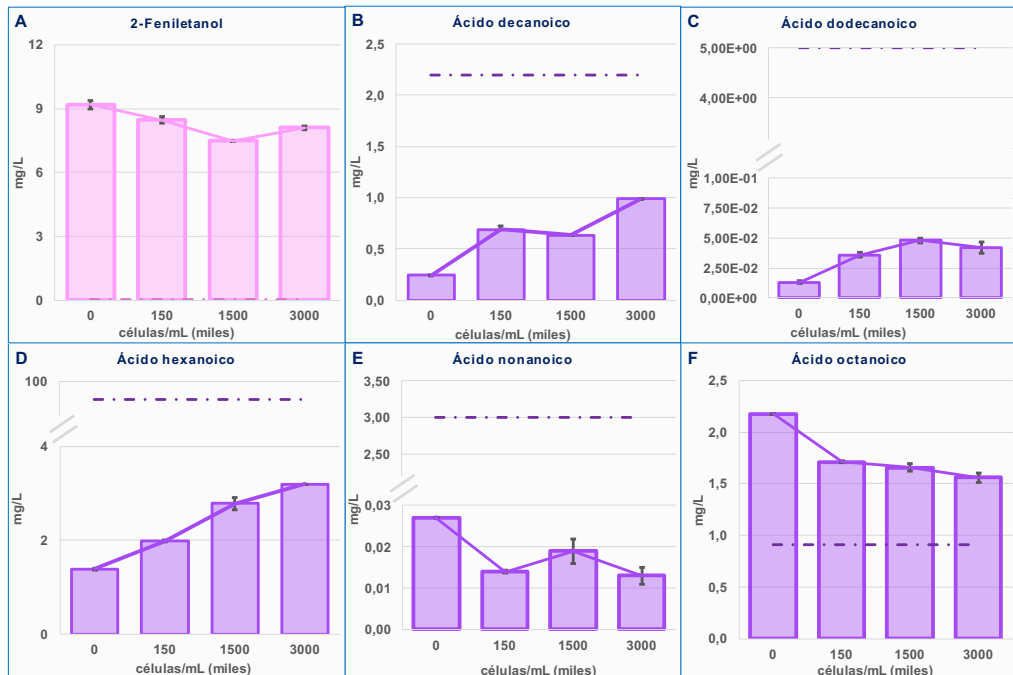 A
2-Feniletanol
mg/L
12
9
6
3
0
0 150 1500 3000
células/mL (miles)
B
Ácido decanoico
mg/L
2,5
2,0
1,5
1,0
0,5
0,0
0 150 1500 3000
células/mL (miles)
C
Ácido dodecanoico
mg/L
5,00E+00
4,00E+00
1,00E-01
7,50E-02
5,00E-02
2,50E-02
0,00E+00
0 150 1500 3000
células/mL (miles)
D
Ácido hexanoico
mg/L
100
4
2
0
0 150 1500 3000
células/mL (miles)
E
Ácido nonanoico
mg/L
3,50
3,00
2,50
0,03
0,02
0,01
0,00
0 150 1500 3000
células/mL (miles)
F
Ácido octanoico
mg/L
2,5
2,0
1,5
1,0
0,5
0,0
0 150 1500 3000
células/mL (miles)